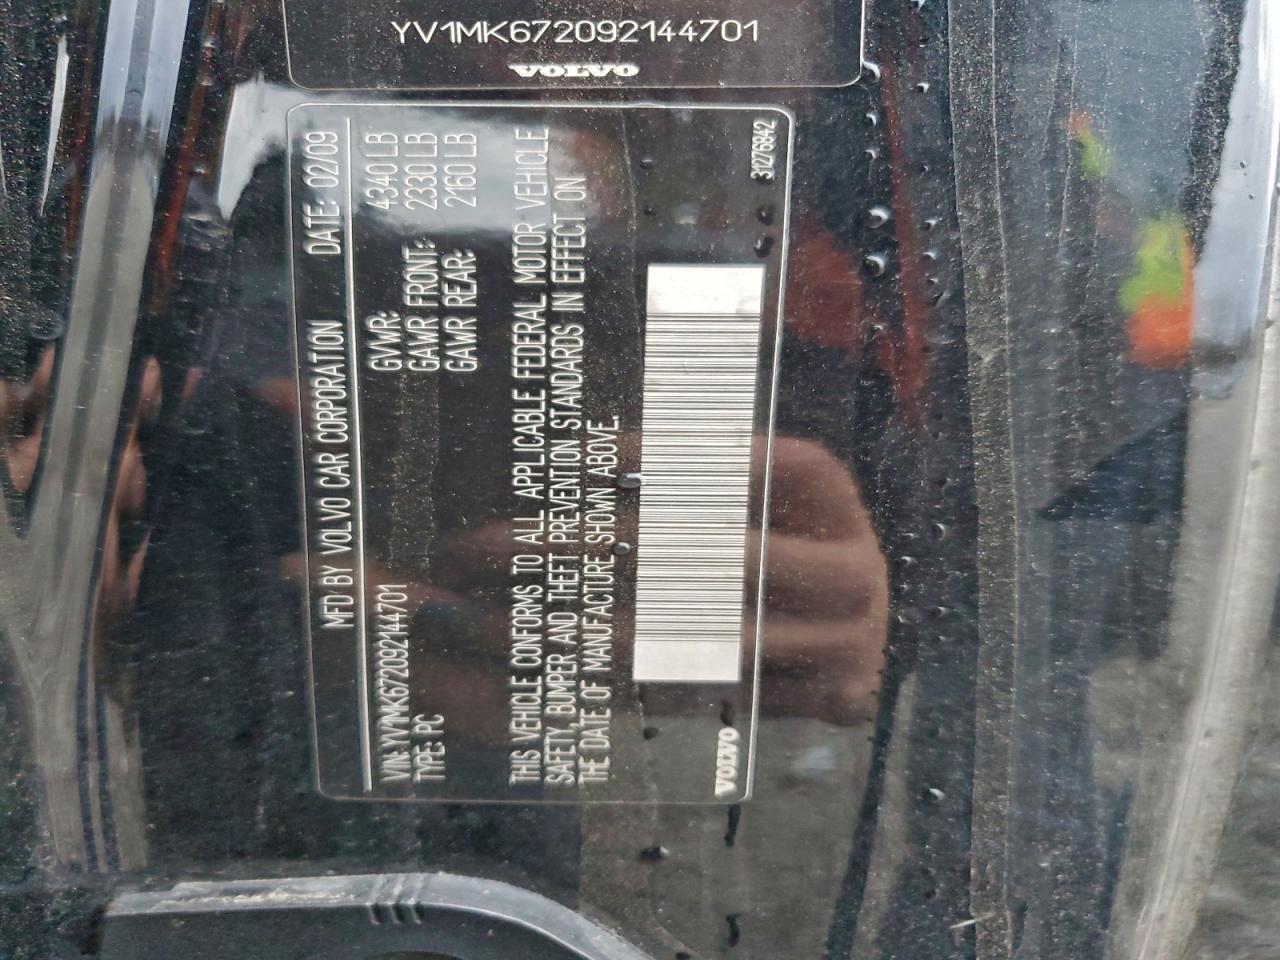 YV1MK672092144701
VOLVO
MFD BY VOLVO CAR CORPORATION DATE: 02/09
VIN: YV1MK672092144701 GVWR: 4340 LB
TYPE: PC GAWR FRONT: 2330 LB
GAWR REAR: 2160 LB
THIS VEHICLE CONFORMS TO ALL APPLICABLE FEDERAL MOTOR VEHICLE
SAFETY, BUMPER AND THEFT PREVENTION STANDARDS IN EFFECT ON
THE DATE OF MANUFACTURE SHOWN ABOVE.
VOLVO
31276842